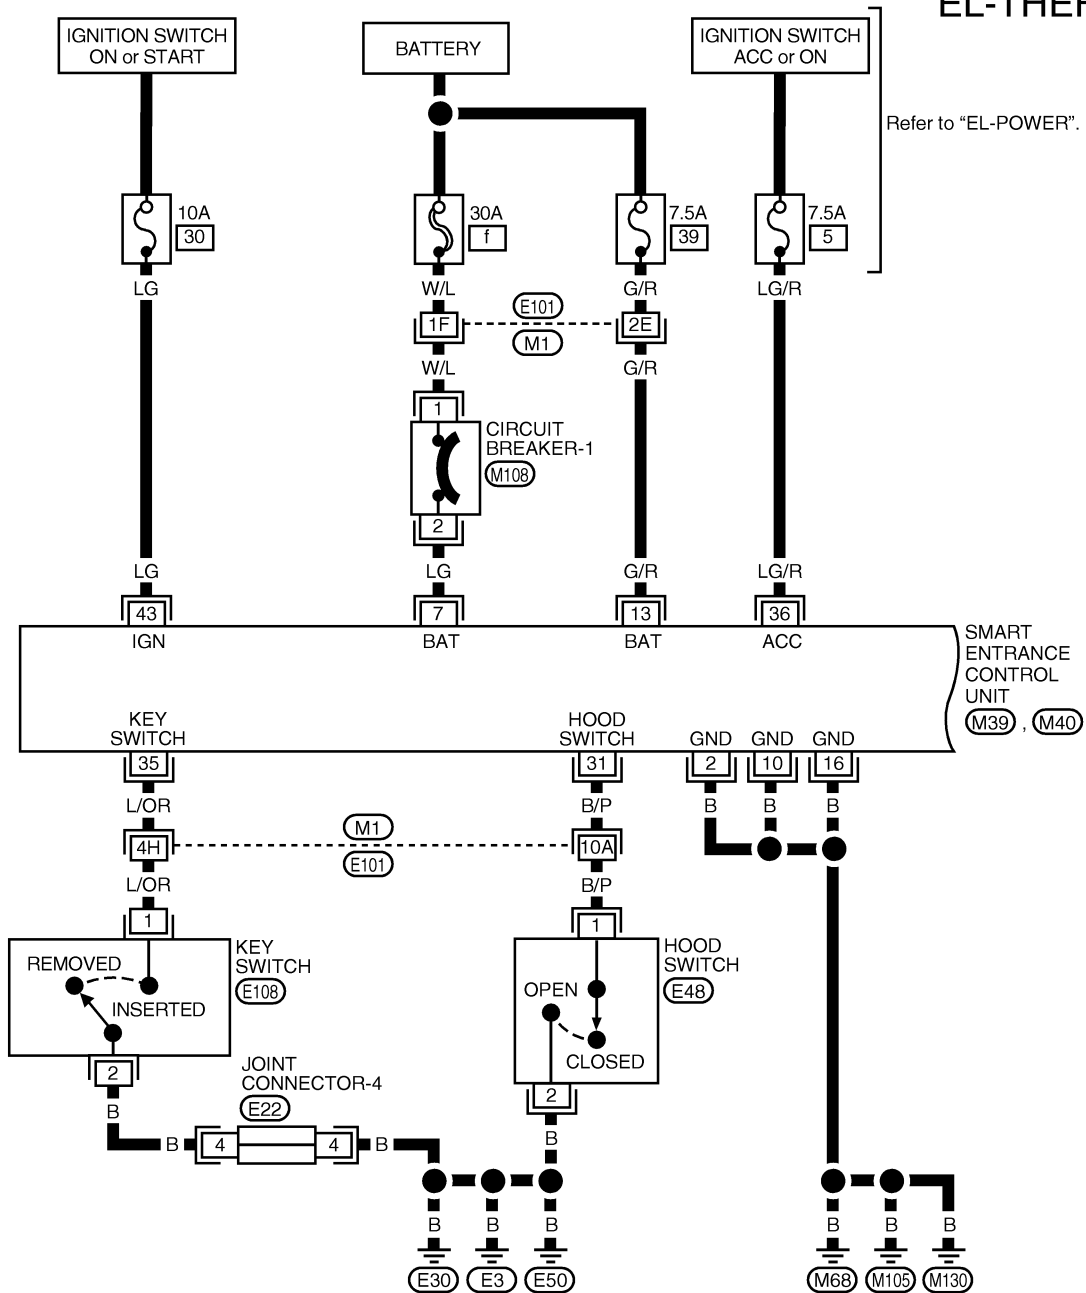 EL-THEF
IGNITION SWITCH
ON or START
BATTERY
IGNITION SWITCH
ACC or ON
Refer to “EL-POWER”.
10A
30
30A
f
7.5A
39
7.5A
5
LG
W/L
G/R
LG/R
1F
E101
M1
2E
W/L
G/R
1
CIRCUIT
BREAKER-1
M108
2
LG
LG
G/R
LG/R
43
7
13
36
IGN
BAT
BAT
ACC
SMART
ENTRANCE
CONTROL
UNIT
M39 , M40
KEY
SWITCH
HOOD
SWITCH
GND
GND
GND
35
31
2
10
16
L/OR
B/P
B
B
B
4H
M1
E101
10A
L/OR
B/P
1
1
KEY
SWITCH
E108
REMOVED
INSERTED
HOOD
SWITCH
E48
OPEN
CLOSED
2
2
JOINT
CONNECTOR-4
E22
B
B
B
4
4
B
B
B
B
B
B
B
E30
E3
E50
M68
M105
M130